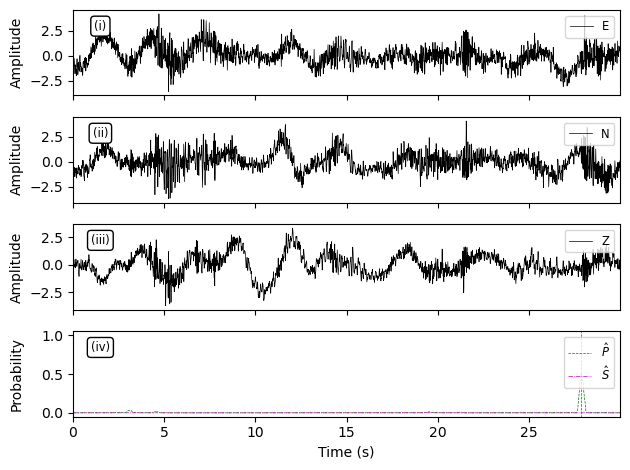 (i)
E
Amplitude
2.5
0.0
−2.5
(ii)
N
Amplitude
2.5
0.0
−2.5
(iii)
Z
Amplitude
2.5
0.0
−2.5
(iv)
P̂
Ŝ
Probability
1.0
0.5
0.0
0 5 10 15 20 25
Time (s)